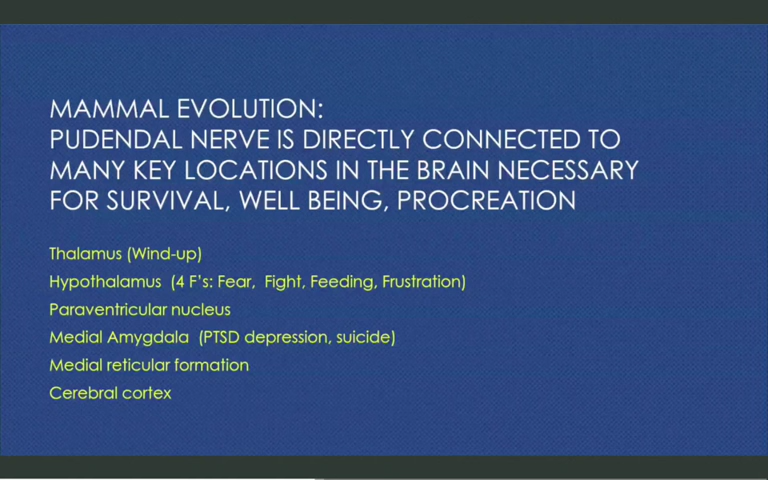 MAMMAL EVOLUTION:
PUDENDAL NERVE IS DIRECTLY CONNECTED TO
MANY KEY LOCATIONS IN THE BRAIN NECESSARY
FOR SURVIVAL, WELL BEING, PROCREATION
Thalamus (Wind-up)
Hypothalamus (4 F's: Fear, Fight, Feeding, Frustration)
Paraventricular nucleus
Medial Amygdala (PTSD depression, suicide)
Medial reticular formation
Cerebral cortex